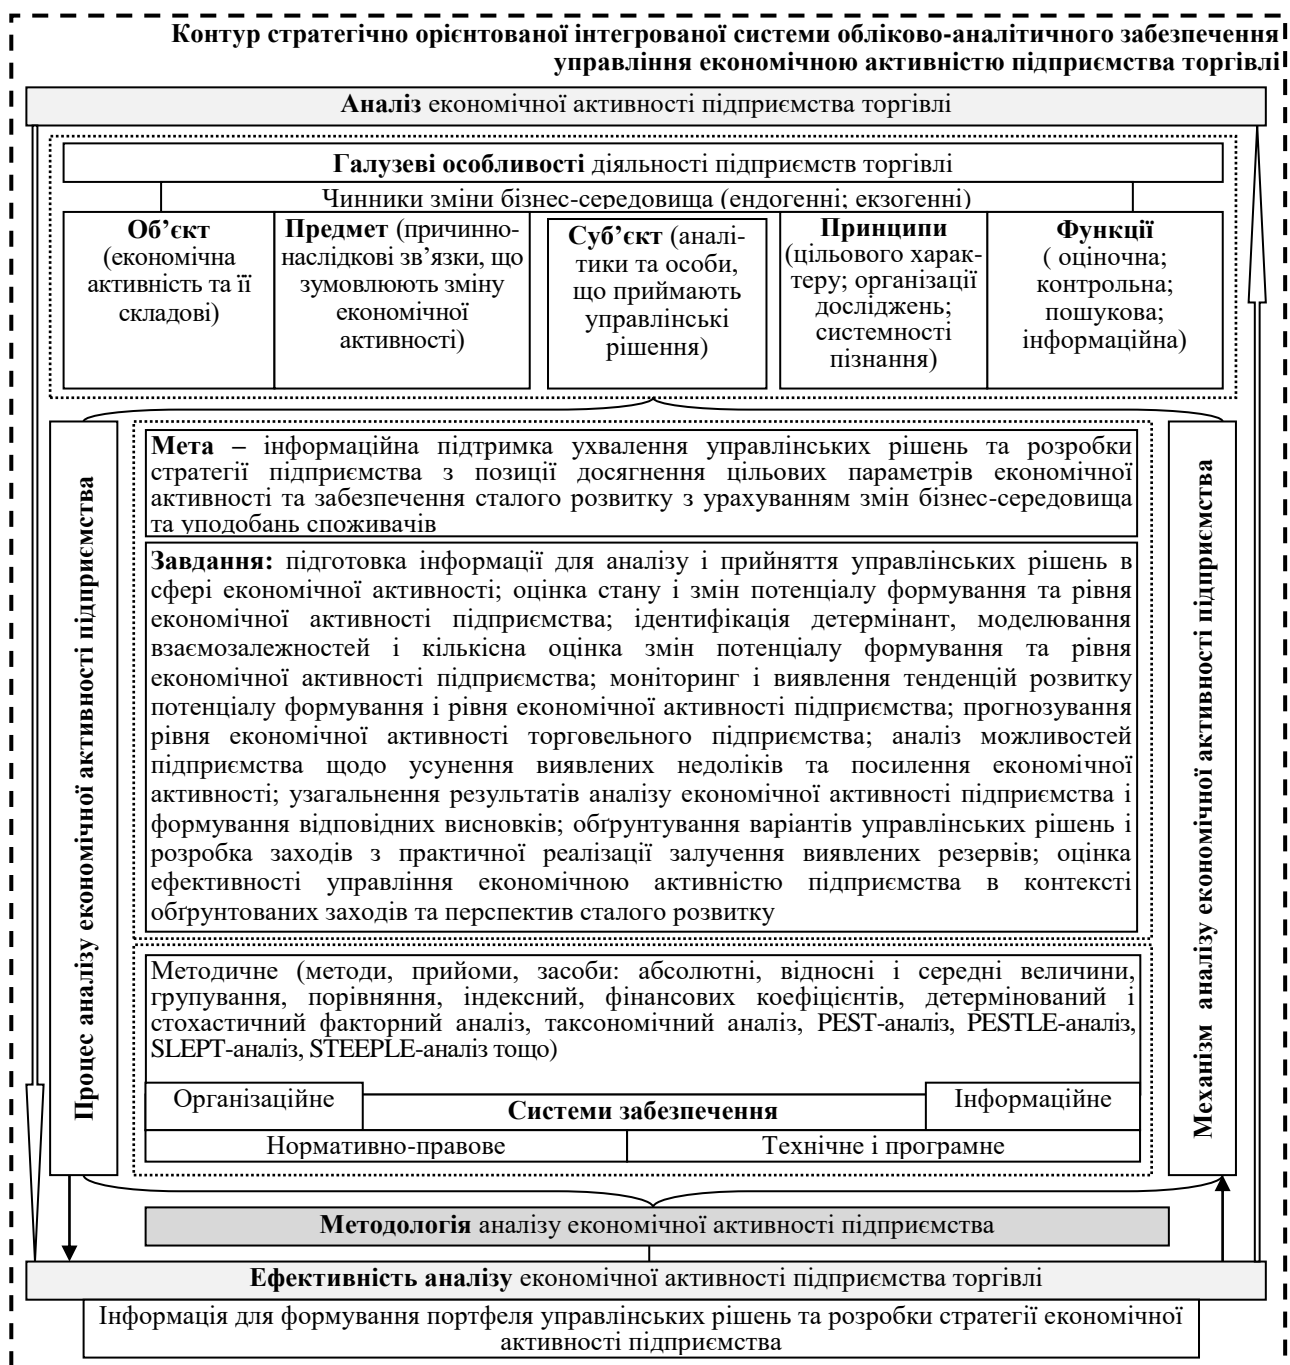 Контур стратегічно орієнтованої інтегрованої системи обліково-аналітичного забезпечення
управління економічною активністю підприємства торгівлі
Аналіз економічної активності підприємства торгівлі
Галузеві особливості діяльності підприємств торгівлі
Чинники зміни бізнес-середовища (ендогенні; екзогенні)
Об’єкт
(економічна
активність та її
складові)
Предмет (причинно-
наслідкові зв’язки, що
зумовлюють зміну
економічної
активності)
Суб’єкт (аналі-
тики та особи,
що приймають
управлінські
рішення)
Принципи
(цільового харак-
теру; організації
досліджень;
системності
пізнання)
Функції
( оціночна;
контрольна;
пошукова;
інформаційна)
Процес аналізу економічної активності підприємства
Мета – інформаційна підтримка ухвалення управлінських рішень та розробки
стратегії підприємства з позиції досягнення цільових параметрів економічної
активності та забезпечення сталого розвитку з урахуванням змін бізнес-середовища
та уподобань споживачів
Завдання: підготовка інформації для аналізу і прийняття управлінських рішень в
сфері економічної активності; оцінка стану і змін потенціалу формування та рівня
економічної активності підприємства; ідентифікація детермінант, моделювання
взаємозалежностей і кількісна оцінка змін потенціалу формування та рівня
економічної активності підприємства; моніторинг і виявлення тенденцій розвитку
потенціалу формування і рівня економічної активності підприємства; прогнозування
рівня економічної активності торговельного підприємства; аналіз можливостей
підприємства щодо усунення виявлених недоліків та посилення економічної
активності; узагальнення результатів аналізу економічної активності підприємства і
формування відповідних висновків; обґрунтування варіантів управлінських рішень і
розробка заходів з практичної реалізації залучення виявлених резервів; оцінка
ефективності управління економічною активністю підприємства в контексті
обґрунтованих заходів та перспектив сталого розвитку
Методичне (методи, прийоми, засоби: абсолютні, відносні і середні величини,
групування, порівняння, індексний, фінансових коефіцієнтів, детермінований і
стохастичний факторний аналіз, таксономічний аналіз, PEST-аналіз, PESTLE-аналіз,
SLEPT-аналіз, STEEPLE-аналіз тощо)
Організаційне
Системи забезпечення
Інформаційне
Нормативно-правове
Технічне і програмне
Механізм аналізу економічної активності підприємства
Методологія аналізу економічної активності підприємства
Ефективність аналізу економічної активності підприємства торгівлі
Інформація для формування портфеля управлінських рішень та розробки стратегії економічної
активності підприємства